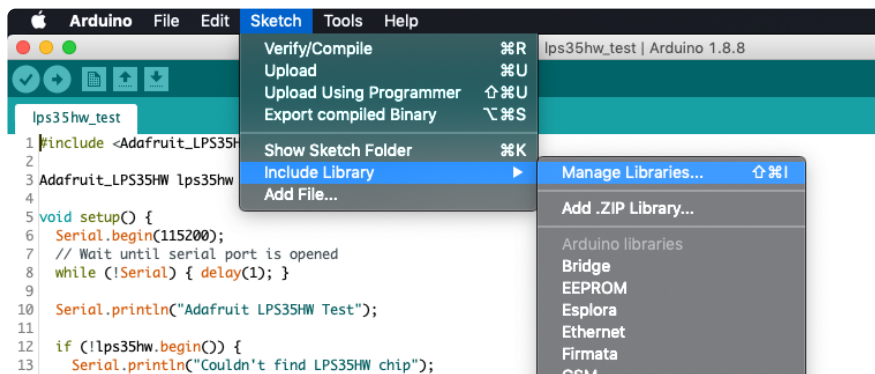 Arduino File Edit Sketch Tools Help
lps35hw_test | Arduino 1.8.8
Verify/Compile ⌘R
Upload ⌘U
Upload Using Programmer ⇧⌘U
Export compiled Binary ⌥⌘S
Show Sketch Folder ⌘K
Include Library ▶
Add File...
Manage Libraries... ⇧⌘I
Add .ZIP Library...
Arduino libraries
Bridge
EEPROM
Esplora
Ethernet
Firmata
GSM
lps35hw_test
1 #include <Adafruit_LPS35H
2
3 Adafruit_LPS35HW lps35hw
4
5 void setup() {
6 Serial.begin(115200);
7 // Wait until serial port is opened
8 while (!Serial) { delay(1); }
9
10 Serial.println("Adafruit LPS35HW Test");
11
12 if (!lps35hw.begin()) {
13 Serial.println("Couldn't find LPS35HW chip");